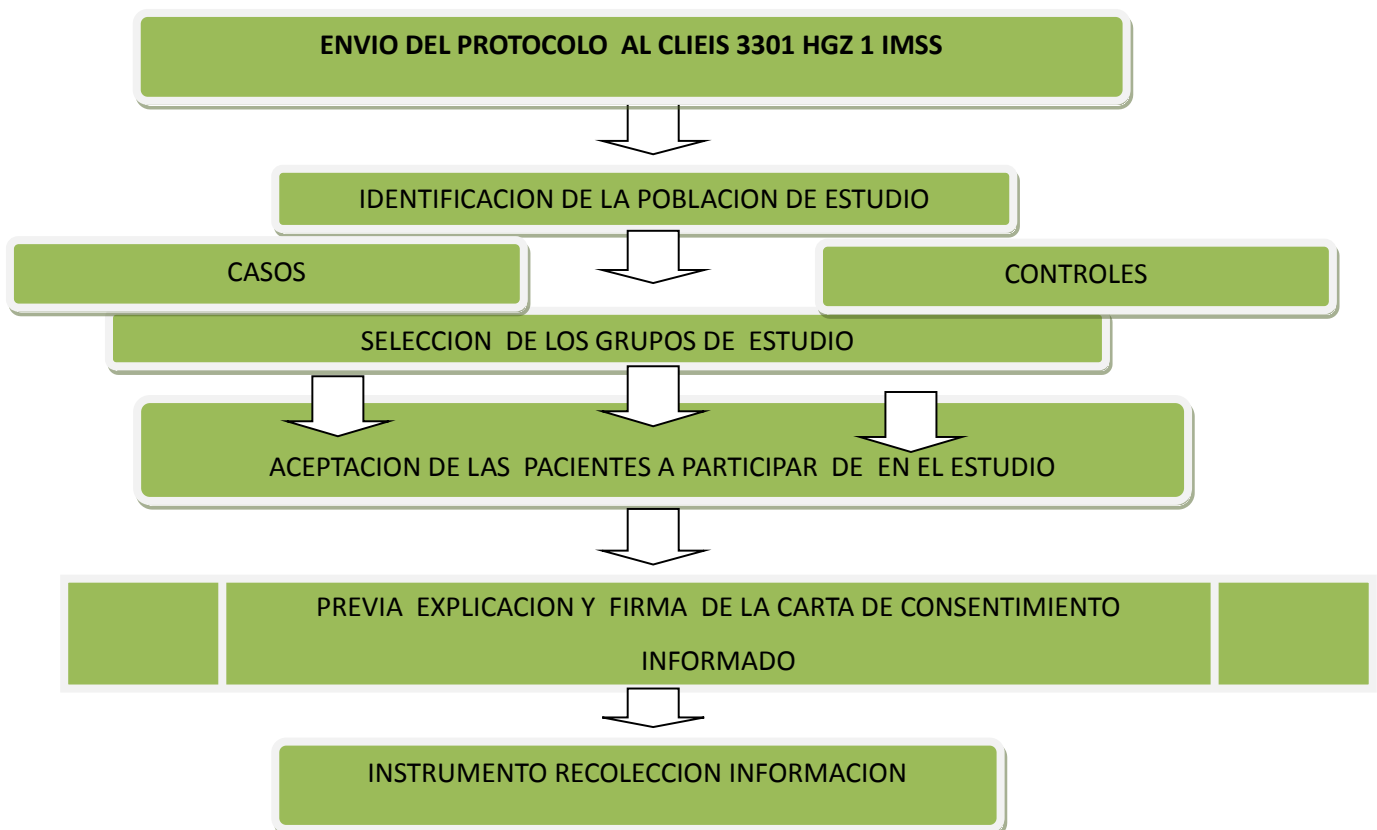 ENVIO DEL PROTOCOLO AL CLIEIS 3301 HGZ 1 IMSS
IDENTIFICACION DE LA POBLACION DE ESTUDIO
CASOS
CONTROLES
SELECCION DE LOS GRUPOS DE ESTUDIO
ACEPTACION DE LAS PACIENTES A PARTICIPAR DE EN EL ESTUDIO
PREVIA EXPLICACION Y FIRMA DE LA CARTA DE CONSENTIMIENTO
INFORMADO
INSTRUMENTO RECOLECCION INFORMACION